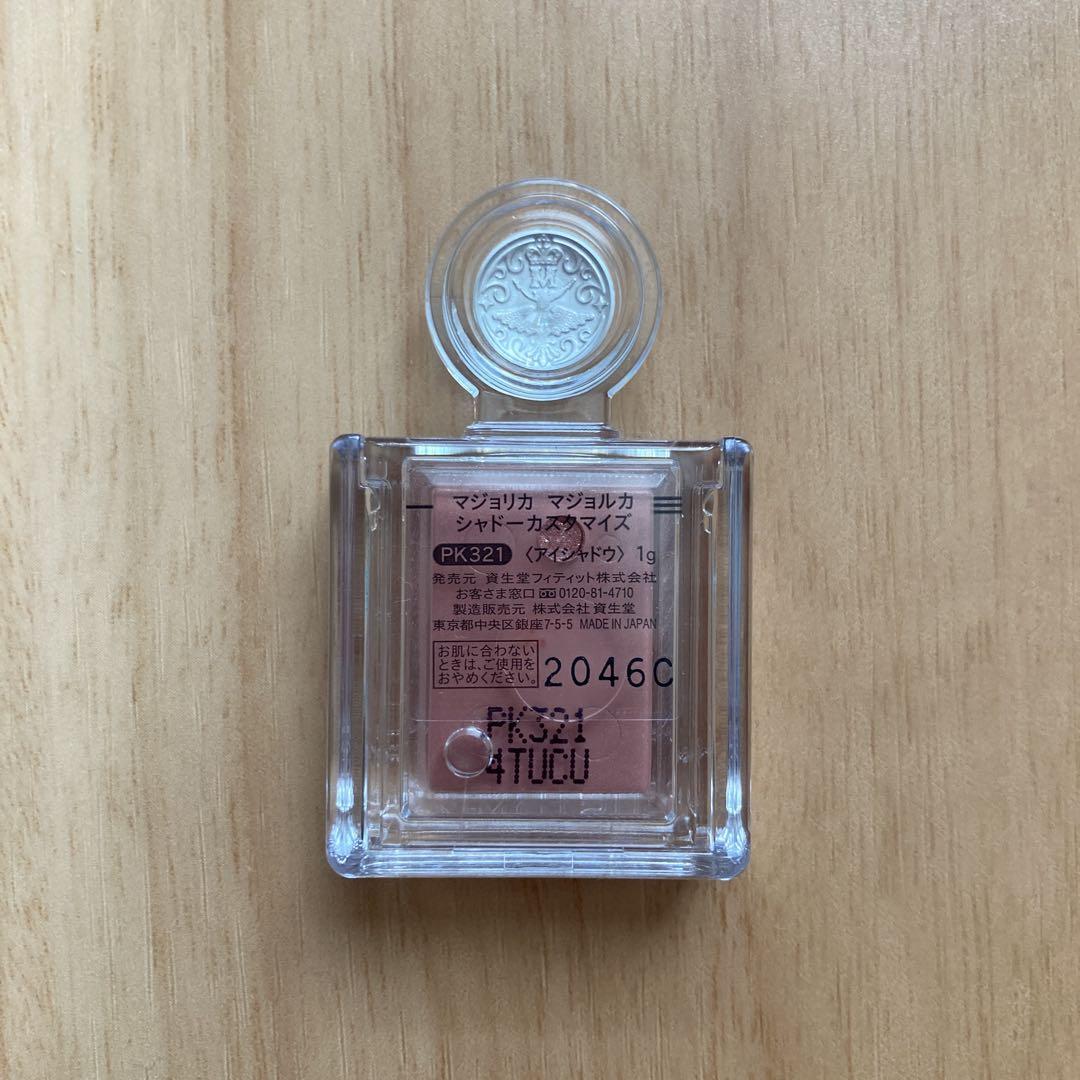 M
マジョリカ マジョルカ
シャドーカスタマイズ
PK321 〈アイシャドウ〉 1g
発売元 資生堂フィティット株式会社
お客さま窓口 0120-81-4710
製造販売元 株式会社 資生堂
東京都中央区銀座7-5-5 MADE IN JAPAN
お肌に合わない
ときは、ご使用を
おやめください。
2046C
PK321
4TUCU